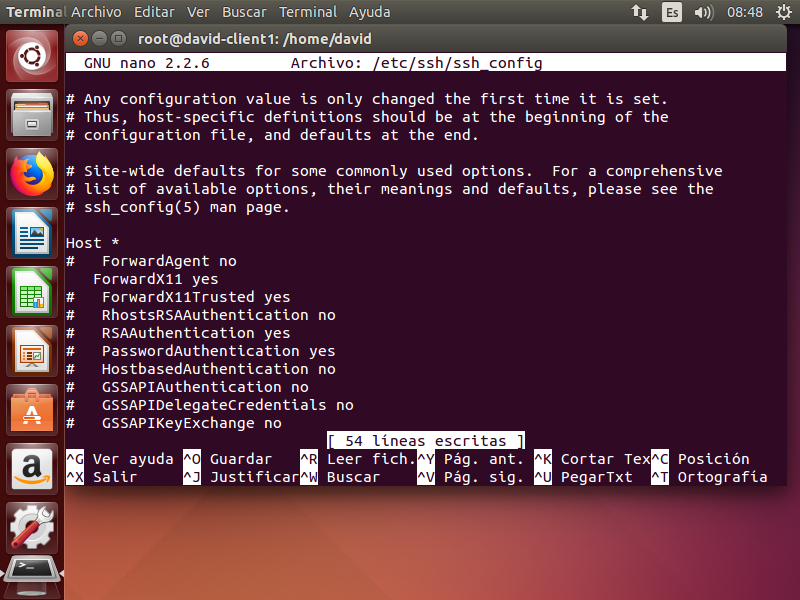 Terminal Archivo Editar Ver Buscar Terminal Ayuda Es 08:48
root@david-client1: /home/david
GNU nano 2.2.6 Archivo: /etc/ssh/ssh_config
# Any configuration value is only changed the first time it is set.
# Thus, host-specific definitions should be at the beginning of the
# configuration file, and defaults at the end.
# Site-wide defaults for some commonly used options.  For a comprehensive
# list of available options, their meanings and defaults, please see the
# ssh_config(5) man page.
Host *
#   ForwardAgent no
   ForwardX11 yes
#   ForwardX11Trusted yes
#   RhostsRSAAuthentication no
#   RSAAuthentication yes
#   PasswordAuthentication yes
#   HostbasedAuthentication no
#   GSSAPIAuthentication no
#   GSSAPIDelegateCredentials no
#   GSSAPIKeyExchange no
[ 54 líneas escritas ]
^G Ver ayuda ^O Guardar ^R Leer fich. ^Y Pág. ant. ^K Cortar Tex ^C Posición
^X Salir ^J Justificar ^W Buscar ^V Pág. sig. ^U PegarTxt ^T Ortografía